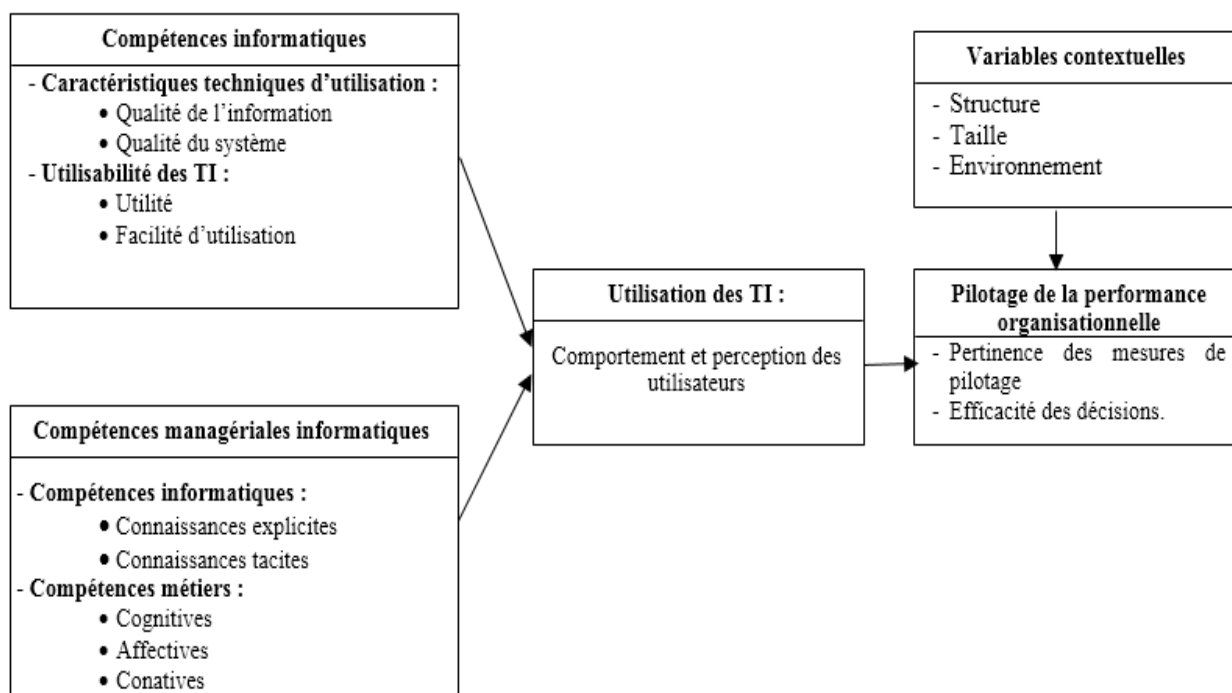 Compétences informatiques
- Caractéristiques techniques d’utilisation :
• Qualité de l’information
• Qualité du système
- Utilisabilité des TI :
• Utilité
• Facilité d’utilisation
Compétences managériales informatiques
- Compétences informatiques :
• Connaissances explicites
• Connaissances tacites
- Compétences métiers :
• Cognitives
• Affectives
• Conatives
Utilisation des TI :
Comportement et perception des
utilisateurs
Variables contextuelles
- Structure
- Taille
- Environnement
Pilotage de la performance
organisationnelle
- Pertinence des mesures de
pilotage
- Efficacité des décisions.